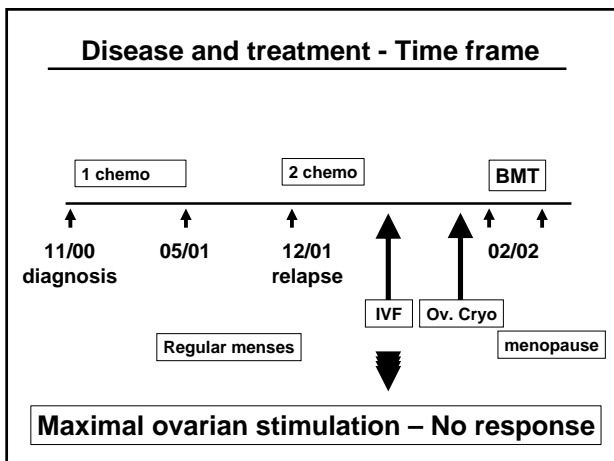 Disease and treatment - Time frame
1 chemo
2 chemo
BMT
11/00
diagnosis
05/01
12/01
relapse
02/02
IVF
Ov. Cryo
Regular menses
menopause
Maximal ovarian stimulation – No response